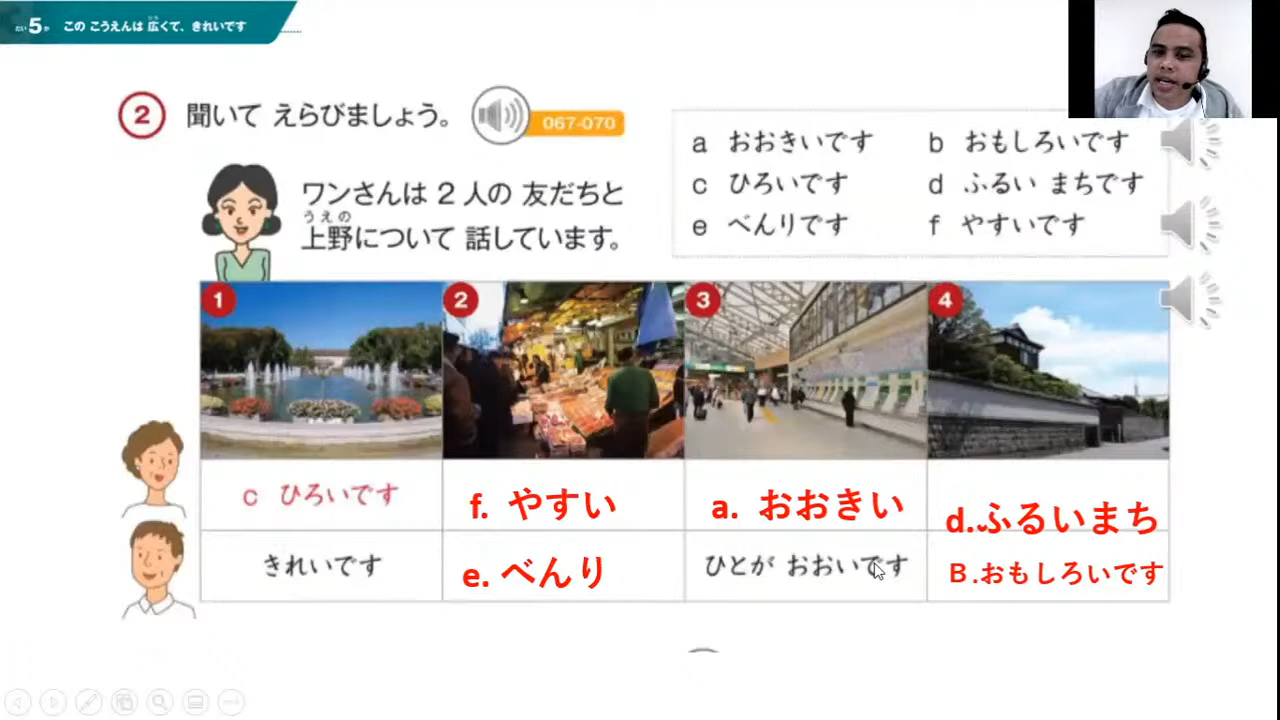 だい5か この こうえんは 広くて、きれいです
2 聞いて えらびましょう。 067-070
ワンさんは 2人の 友だちと
上野について 話しています。
a おおきいです b おもしろいです
c ひろいです d ふるい まちです
e べんりです f やすいです
1 2 3 4
c ひろいです f. やすい a. おおきい d.ふるいまち
きれいです e. べんり ひとが おおいです B.おもしろいです